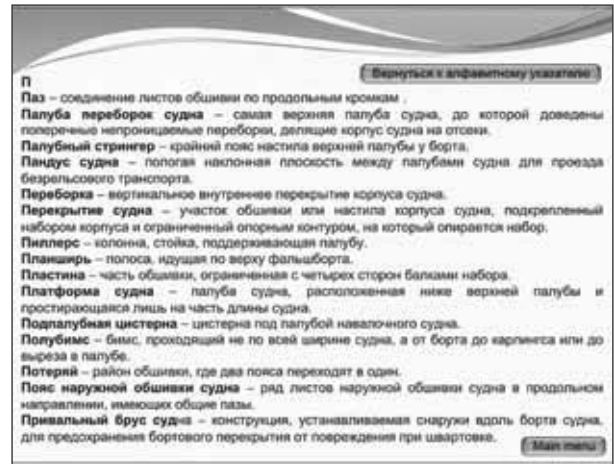 Вернуться к алфавитному указателю
П
Паз – соединение листов обшивки по продольным кромкам .
Палуба переборок судна – самая верхняя палуба судна, до которой доведены
поперечные непроницаемые переборки, делящие корпус судна на отсеки.
Палубный стрингер – крайний пояс настила верхней палубы у борта.
Пандус судна – пологая наклонная плоскость между палубами судна для проезда
безрельсового транспорта.
Переборка – вертикальное внутреннее перекрытие корпуса судна.
Перекрытие судна – участок обшивки или настила корпуса судна, подкрепленный
набором корпуса и ограниченный опорным контуром, на который опирается набор.
Пиллерс – колонна, стойка, поддерживающая палубу.
Планширь – полоса, идущая по верху фальшборта.
Пластина – часть обшивки, ограниченная с четырех сторон балками набора.
Платформа судна – палуба судна, расположенная ниже верхней палубы и
простирающаяся лишь на часть длины судна.
Подпалубная цистерна – цистерна под палубой навалочного судна.
Полубимс – бимс, проходящий не по всей ширине судна, а от борта до карлингса или до
выреза в палубе.
Потеряй – район обшивки, где два пояса переходят в один.
Пояс наружной обшивки судна – ряд листов наружной обшивки судна в продольном
направлении, имеющих общие пазы.
Привальный брус судна – конструкция, устанавливаемая снаружи вдоль борта судна,
для предохранения бортового перекрытия от повреждения при швартовке.
Main menu